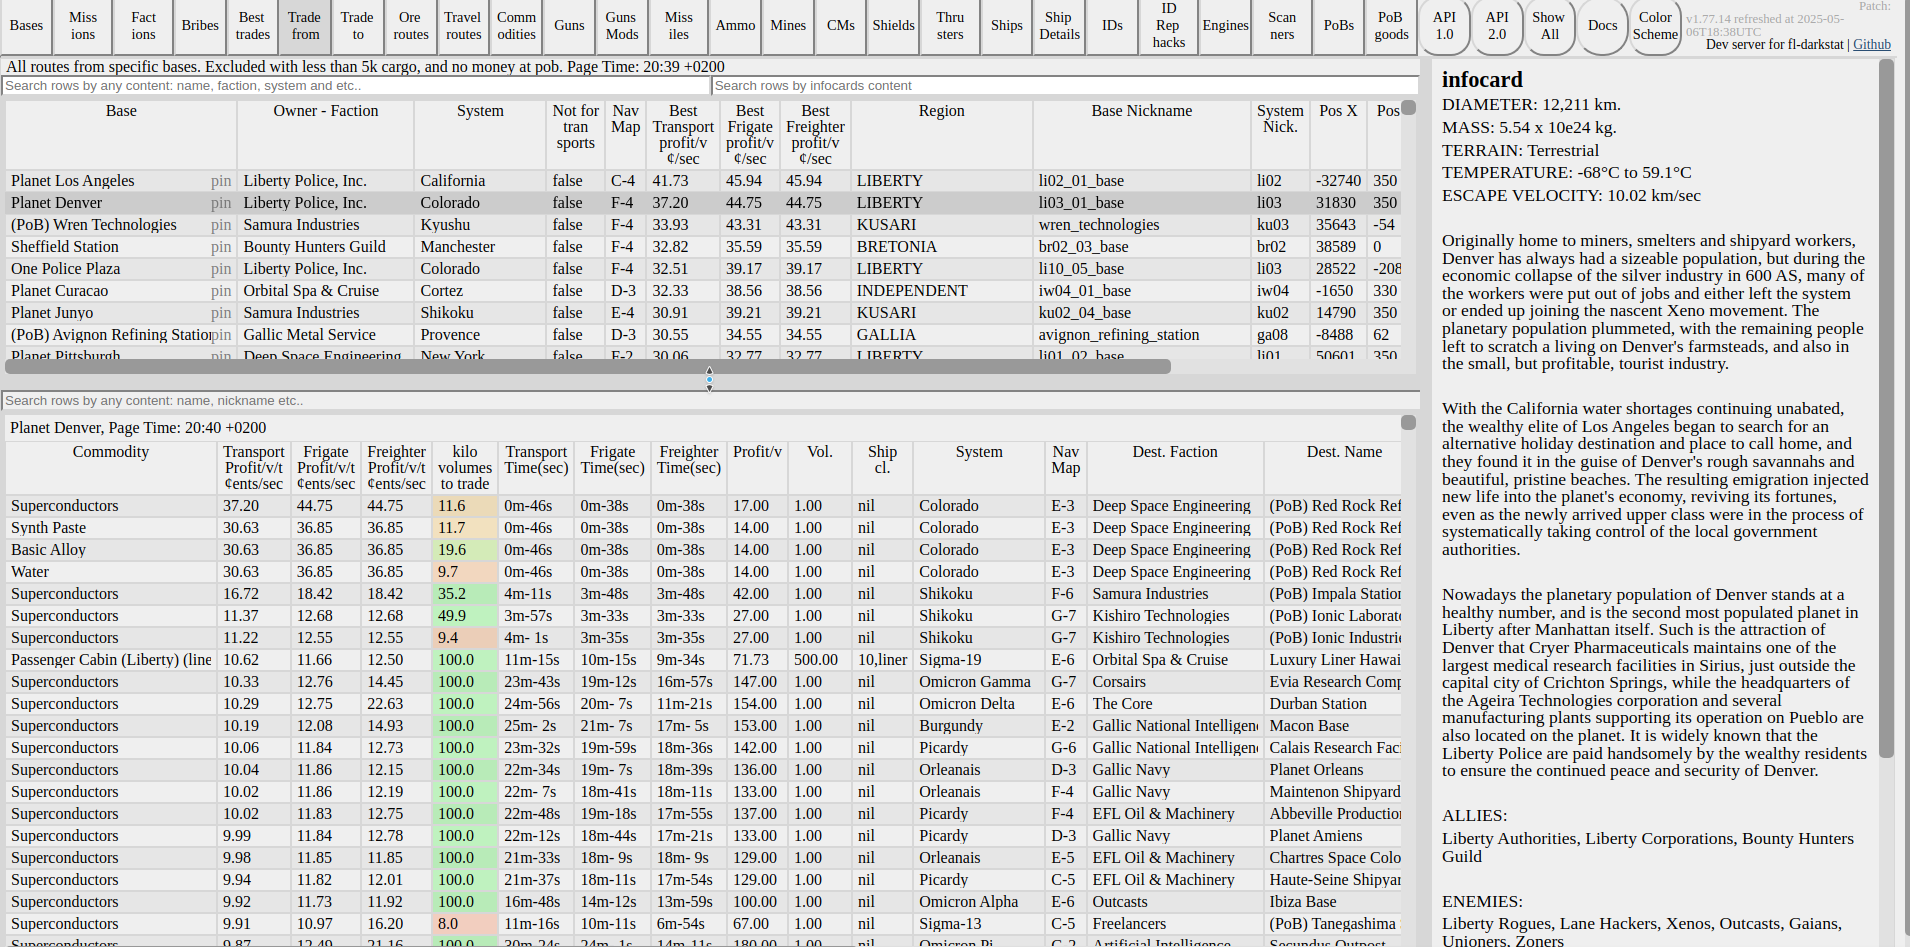 Bases Miss ions Fact ions Bribes Best trades Trade from Trade to Ore routes Travel routes Comm odities Guns Guns Mods Miss iles Ammo Mines CMs Shields Thru sters Ships Ship Details IDs ID Rep hacks Engines Scan ners PoBs PoB goods API 1.0 API 2.0 Show All Docs Color Scheme
Patch:
v1.77.14 refreshed at 2025-05-
06T18:38UTC
Dev server for fl-darkstat | Github
All routes from specific bases. Excluded with less than 5k cargo, and no money at pob. Page Time: 20:39 +0200
Search rows by any content: name, faction, system and etc.. Search rows by infocards content
Base Owner - Faction System Not for tran sports Nav Map Best Transport profit/v ¢/sec Best Frigate profit/v ¢/sec Best Freighter profit/v ¢/sec Region Base Nickname System Nick. Pos X Pos
Planet Los Angeles pin Liberty Police, Inc. California false C-4 41.73 45.94 45.94 LIBERTY li02_01_base li02 -32740 350
Planet Denver pin Liberty Police, Inc. Colorado false F-4 37.20 44.75 44.75 LIBERTY li03_01_base li03 31830 350
(PoB) Wren Technologies pin Samura Industries Kyushu false F-4 33.93 43.31 43.31 KUSARI wren_technologies ku03 35643 -54
Sheffield Station pin Bounty Hunters Guild Manchester false F-4 32.82 35.59 35.59 BRETONIA br02_03_base br02 38589 0
One Police Plaza pin Liberty Police, Inc. Colorado false F-4 32.51 39.17 39.17 LIBERTY li10_05_base li03 28522 -208
Planet Curacao pin Orbital Spa & Cruise Cortez false D-3 32.33 38.56 38.56 INDEPENDENT iw04_01_base iw04 -1650 330
Planet Junyo pin Samura Industries Shikoku false E-4 30.91 39.21 39.21 KUSARI ku02_04_base ku02 14790 350
(PoB) Avignon Refining Station pin Gallic Metal Service Provence false D-3 30.55 34.55 34.55 GALLIA avignon_refining_station ga08 -8488 62
Planet Pittsburgh pin Deep Space Engineering New York false F-2 30.06 32.77 32.77 LIBERTY li01_02_base li01 50601 350
Search rows by any content: name, nickname etc..
Planet Denver, Page Time: 20:40 +0200
Commodity Transport Profit/v/t ¢ents/sec Frigate Profit/v/t ¢ents/sec Freighter Profit/v/t ¢ents/sec kilo volumes to trade Transport Time(sec) Frigate Time(sec) Freighter Time(sec) Profit/v Vol. Ship cl. System Nav Map Dest. Faction Dest. Name
Superconductors 37.20 44.75 44.75 11.6 0m-46s 0m-38s 0m-38s 17.00 1.00 nil Colorado E-3 Deep Space Engineering (PoB) Red Rock Ref
Synth Paste 30.63 36.85 36.85 11.7 0m-46s 0m-38s 0m-38s 14.00 1.00 nil Colorado E-3 Deep Space Engineering (PoB) Red Rock Ref
Basic Alloy 30.63 36.85 36.85 19.6 0m-46s 0m-38s 0m-38s 14.00 1.00 nil Colorado E-3 Deep Space Engineering (PoB) Red Rock Ref
Water 30.63 36.85 36.85 9.7 0m-46s 0m-38s 0m-38s 14.00 1.00 nil Colorado E-3 Deep Space Engineering (PoB) Red Rock Ref
Superconductors 16.72 18.42 18.42 35.2 4m-11s 3m-48s 3m-48s 42.00 1.00 nil Shikoku F-6 Samura Industries (PoB) Impala Station
Superconductors 11.37 12.68 12.68 49.9 3m-57s 3m-33s 3m-33s 27.00 1.00 nil Shikoku G-7 Kishiro Technologies (PoB) Ionic Laborat
Superconductors 11.22 12.55 12.55 9.4 4m- 1s 3m-35s 3m-35s 27.00 1.00 nil Shikoku G-7 Kishiro Technologies (PoB) Ionic Industrie
Passenger Cabin (Liberty) (line 10.62 11.66 12.50 100.0 11m-15s 10m-15s 9m-34s 71.73 500.00 10,liner Sigma-19 E-6 Orbital Spa & Cruise Luxury Liner Hawai
Superconductors 10.33 12.76 14.45 100.0 23m-43s 19m-12s 16m-57s 147.00 1.00 nil Omicron Gamma G-7 Corsairs Evia Research Comp
Superconductors 10.29 12.75 22.63 100.0 24m-56s 20m- 7s 11m-21s 154.00 1.00 nil Omicron Delta E-6 The Core Durban Station
Superconductors 10.19 12.08 14.93 100.0 25m- 2s 21m- 7s 17m- 5s 153.00 1.00 nil Burgundy E-2 Gallic National Intelligenc Macon Base
Superconductors 10.06 11.84 12.73 100.0 23m-32s 19m-59s 18m-36s 142.00 1.00 nil Picardy G-6 Gallic National Intelligenc Calais Research Faci
Superconductors 10.04 11.86 12.15 100.0 22m-34s 19m- 7s 18m-39s 136.00 1.00 nil Orleanais D-3 Gallic Navy Planet Orleans
Superconductors 10.02 11.86 12.19 100.0 22m- 7s 18m-41s 18m-11s 133.00 1.00 nil Orleanais F-4 Gallic Navy Maintenon Shipyard
Superconductors 10.02 11.83 12.75 100.0 22m-48s 19m-18s 17m-55s 137.00 1.00 nil Picardy F-4 EFL Oil & Machinery Abbeville Production
Superconductors 9.99 11.84 12.78 100.0 22m-12s 18m-44s 17m-21s 133.00 1.00 nil Picardy D-3 Gallic Navy Planet Amiens
Superconductors 9.98 11.85 11.85 100.0 21m-33s 18m- 9s 18m- 9s 129.00 1.00 nil Orleanais E-5 EFL Oil & Machinery Chartres Space Colo
Superconductors 9.94 11.82 12.01 100.0 21m-37s 18m-11s 17m-54s 129.00 1.00 nil Picardy C-5 EFL Oil & Machinery Haute-Seine Shipyar
Superconductors 9.92 11.73 11.92 100.0 16m-48s 14m-12s 13m-59s 100.00 1.00 nil Omicron Alpha E-6 Outcasts Ibiza Base
Superconductors 9.91 10.97 16.20 8.0 11m-16s 10m-11s 6m-54s 67.00 1.00 nil Sigma-13 C-5 Freelancers (PoB) Tanegashima
Superconductors 9.87 12.49 21.16 100.0 30m-24s 24m- 1s 14m-11s 180.00 1.00 nil Omicron Pi C-2 Artificial Intelligence Secundus Outpost
infocard
DIAMETER: 12,211 km.
MASS: 5.54 x 10e24 kg.
TERRAIN: Terrestrial
TEMPERATURE: -68°C to 59.1°C
ESCAPE VELOCITY: 10.02 km/sec
Originally home to miners, smelters and shipyard workers,
Denver has always had a sizeable population, but during the
economic collapse of the silver industry in 600 AS, many of
the workers were put out of jobs and either left the system
or ended up joining the nascent Xeno movement. The
planetary population plummeted, with the remaining people
left to scratch a living on Denver's farmsteads, and also in
the small, but profitable, tourist industry.
With the California water shortages continuing unabated,
the wealthy elite of Los Angeles began to search for an
alternative holiday destination and place to call home, and
they found it in the guise of Denver's rough savannahs and
beautiful, pristine beaches. The resulting emigration injected
new life into the planet's economy, reviving its fortunes,
even as the newly arrived upper class were in the process of
systematically taking control of the local government
authorities.
Nowadays the planetary population of Denver stands at a
healthy number, and is the second most populated planet in
Liberty after Manhattan itself. Such is the attraction of
Denver that Cryer Pharmaceuticals maintains one of the
largest medical research facilities in Sirius, just outside the
capital city of Crichton Springs, while the headquarters of
the Ageira Technologies corporation and several
manufacturing plants supporting its operation on Pueblo are
also located on the planet. It is widely known that the
Liberty Police are paid handsomely by the wealthy residents
to ensure the continued peace and security of Denver.
ALLIES:
Liberty Authorities, Liberty Corporations, Bounty Hunters
Guild
ENEMIES:
Liberty Rogues, Lane Hackers, Xenos, Outcasts, Gaians,
Unioners, Zoners